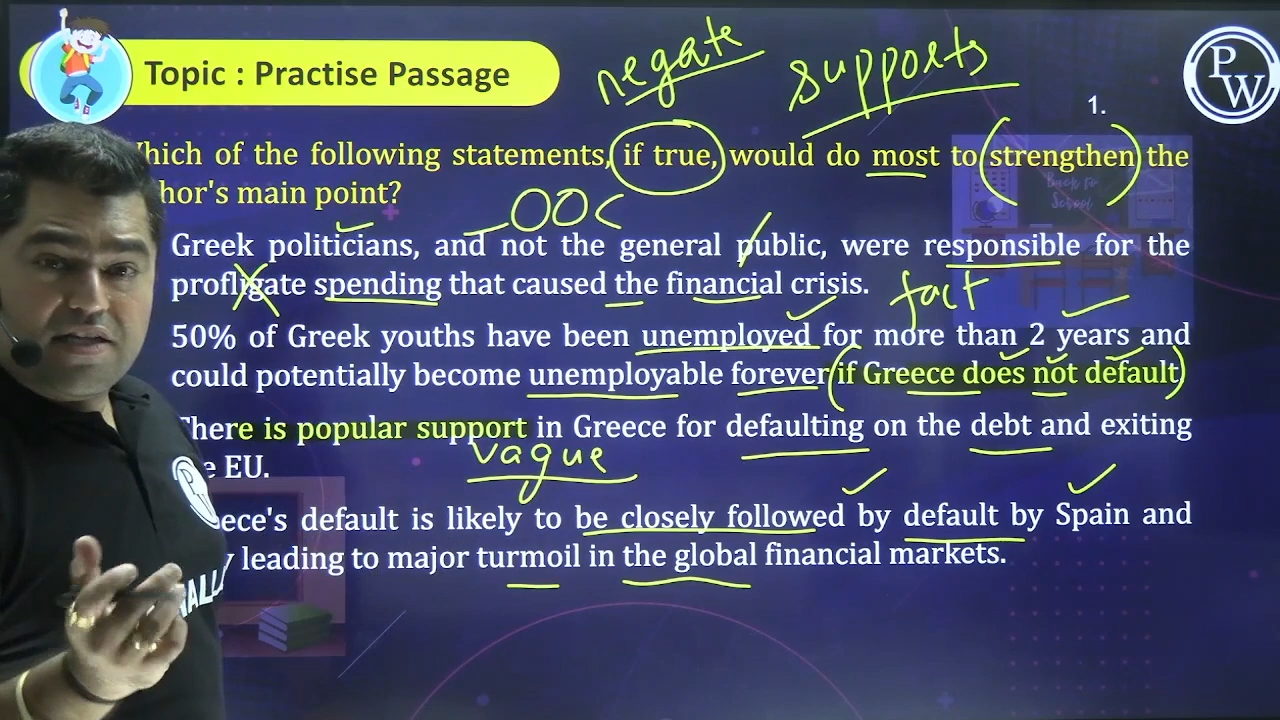 Topic : Practise Passage
negate
supports
PW
1.
hich of the following statements, if true, would do most to strengthen the
hor's main point?
OOC
Greek politicians, and not the general public, were responsible for the
profligate spending that caused the financial crisis.
fact
50% of Greek youths have been unemployed for more than 2 years and
could potentially become unemployable forever if Greece does not default
There is popular support in Greece for defaulting on the debt and exiting
e EU.
vague
ece's default is likely to be closely followed by default by Spain and
y leading to major turmoil in the global financial markets.
PW
ALLA